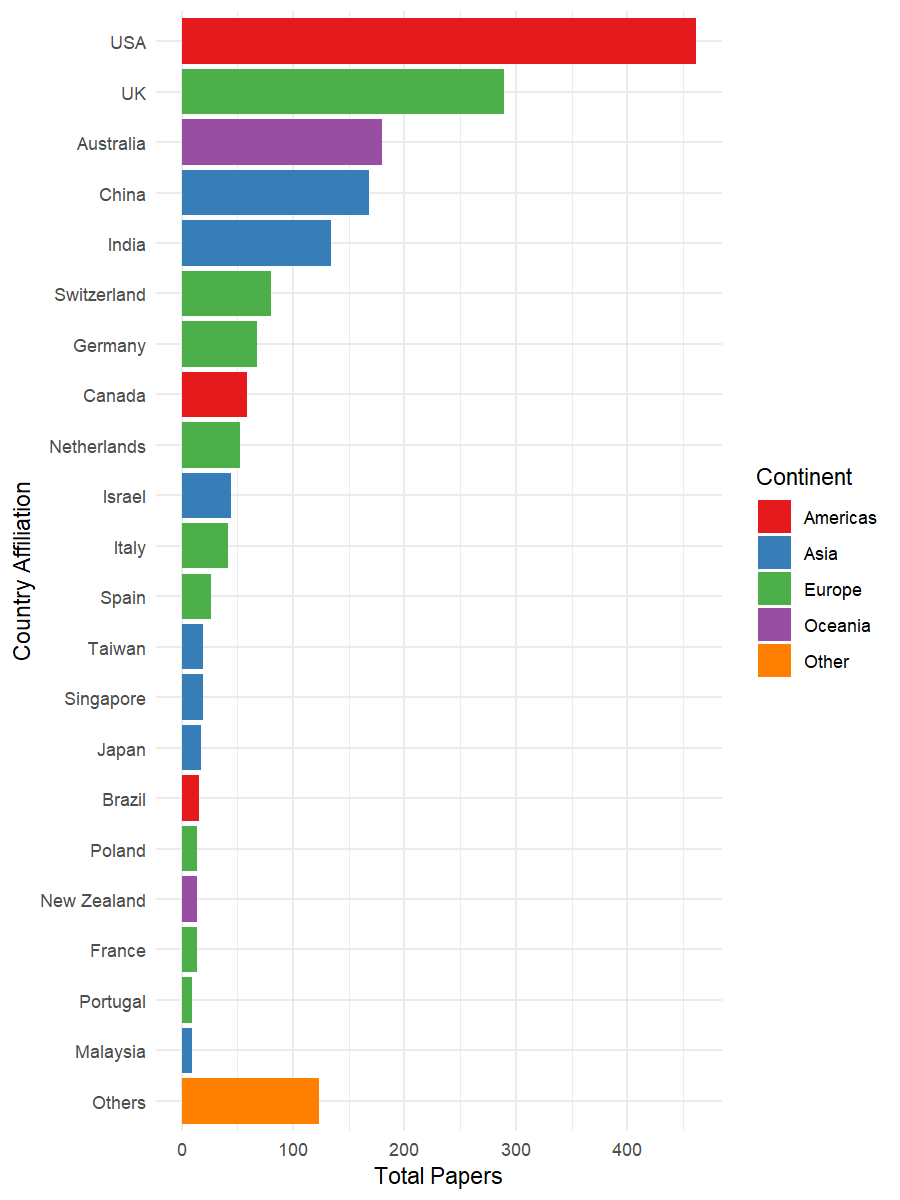 USA
UK
Australia
China
India
Switzerland
Germany
Canada
Netherlands
Israel
Italy
Spain
Taiwan
Singapore
Japan
Brazil
Poland
New Zealand
France
Portugal
Malaysia
Others
Country Affiliation
0 100 200 300 400
Total Papers
Continent
Americas
Asia
Europe
Oceania
Other